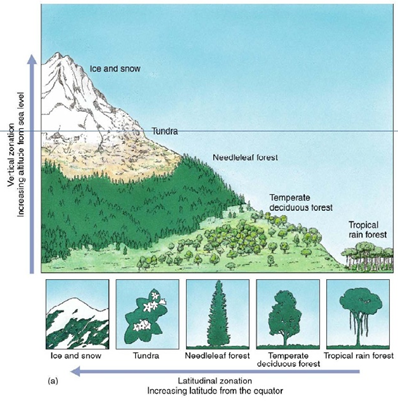 Vertical zonation
Increasing altitude from sea level
Ice and snow
Tundra
Needleleaf forest
Temperate
deciduous forest
Tropical
rain forest
Ice and snow
Tundra
Needleleaf forest
Temperate
deciduous forest
Tropical rain forest
(a)
Latitudinal zonation
Increasing latitude from the equator